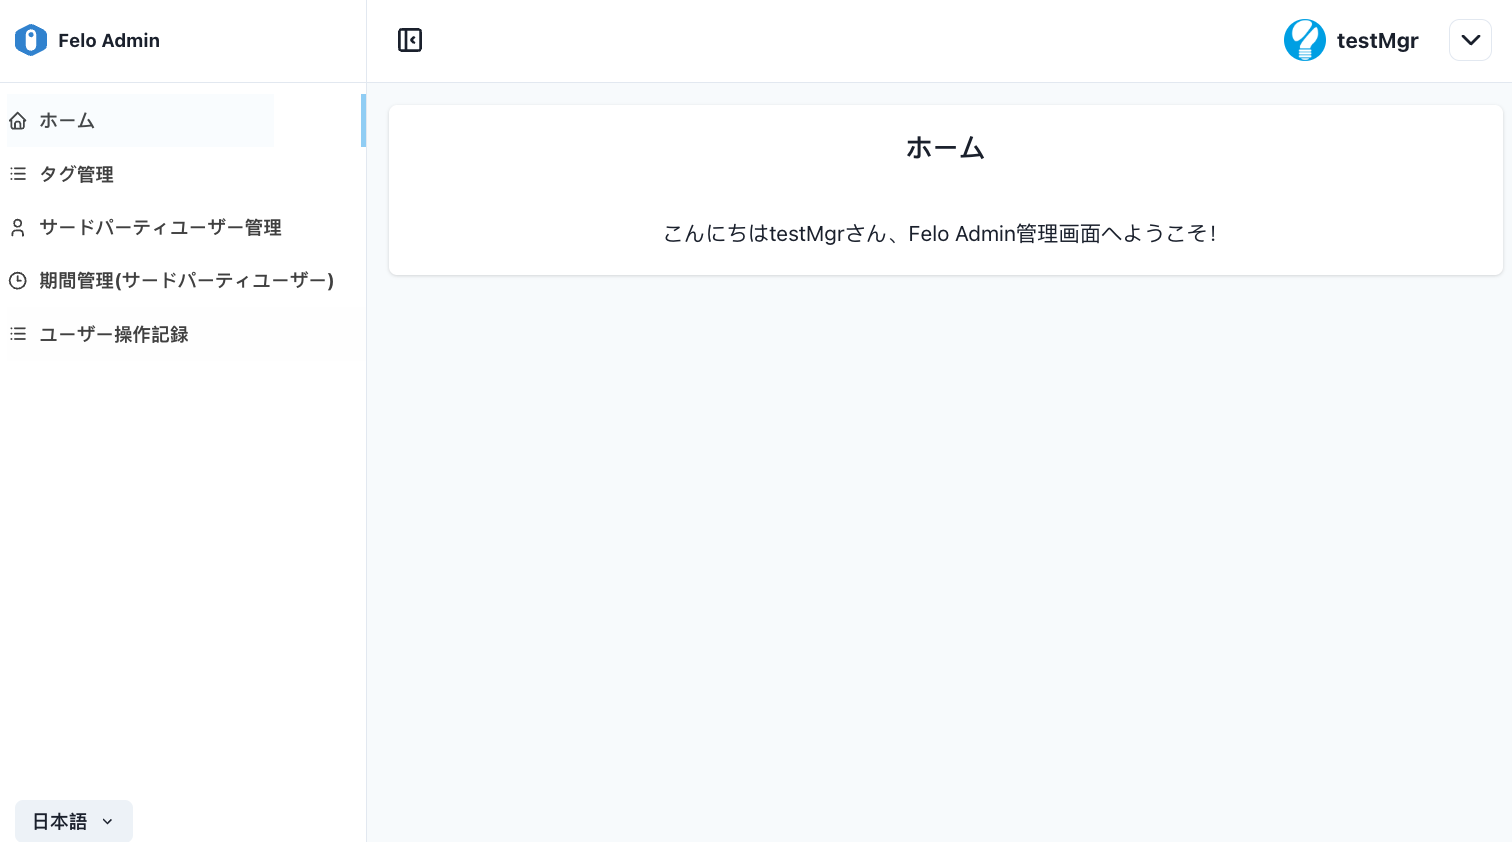 Felo Admin
testMgr
ホーム
タグ管理
サードパーティユーザー管理
期間管理(サードパーティユーザー)
ユーザー操作記録
ホーム
こんにちはtestMgrさん、Felo Admin管理画面へようこそ！
日本語